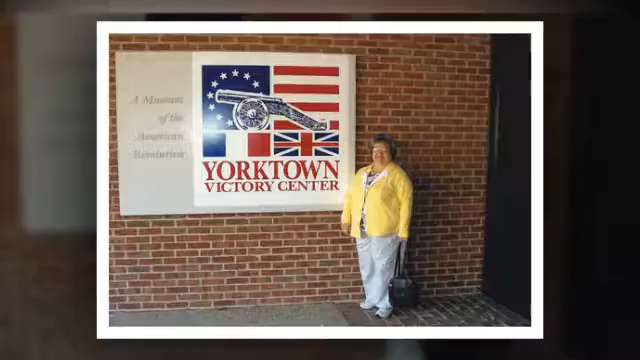 A Museum
of the
American
Revolution
YORKTOWN
VICTORY CENTER